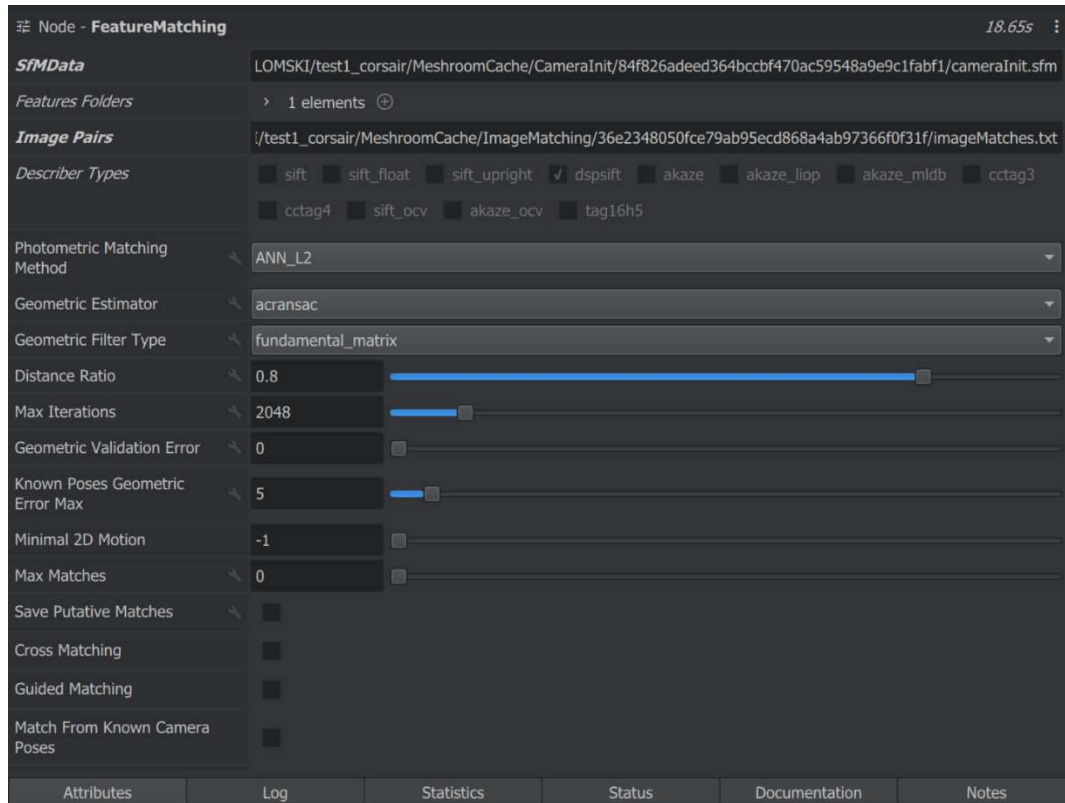 Node - FeatureMatching 18.65s
SfMData LOMSKI/test1_corsair/MeshroomCache/CameraInit/84f826adeed364bccbf470ac59548a9e9c1fabf1/cameraInit.sfm
Features Folders 1 elements
Image Pairs :/test1_corsair/MeshroomCache/ImageMatching/36e2348050fce79ab95ecd868a4ab97366f0f31f/imageMatches.txt
Describer Types sift sift_float sift_upright dspsift akaze akaze_liop akaze_mldb cctag3
cctag4 sift_ocv akaze_ocv tag16h5
Photometric Matching
Method ANN_L2
Geometric Estimator acransac
Geometric Filter Type fundamental_matrix
Distance Ratio 0.8
Max Iterations 2048
Geometric Validation Error 0
Known Poses Geometric
Error Max 5
Minimal 2D Motion -1
Max Matches 0
Save Putative Matches
Cross Matching
Guided Matching
Match From Known Camera
Poses
Attributes Log Statistics Status Documentation Notes